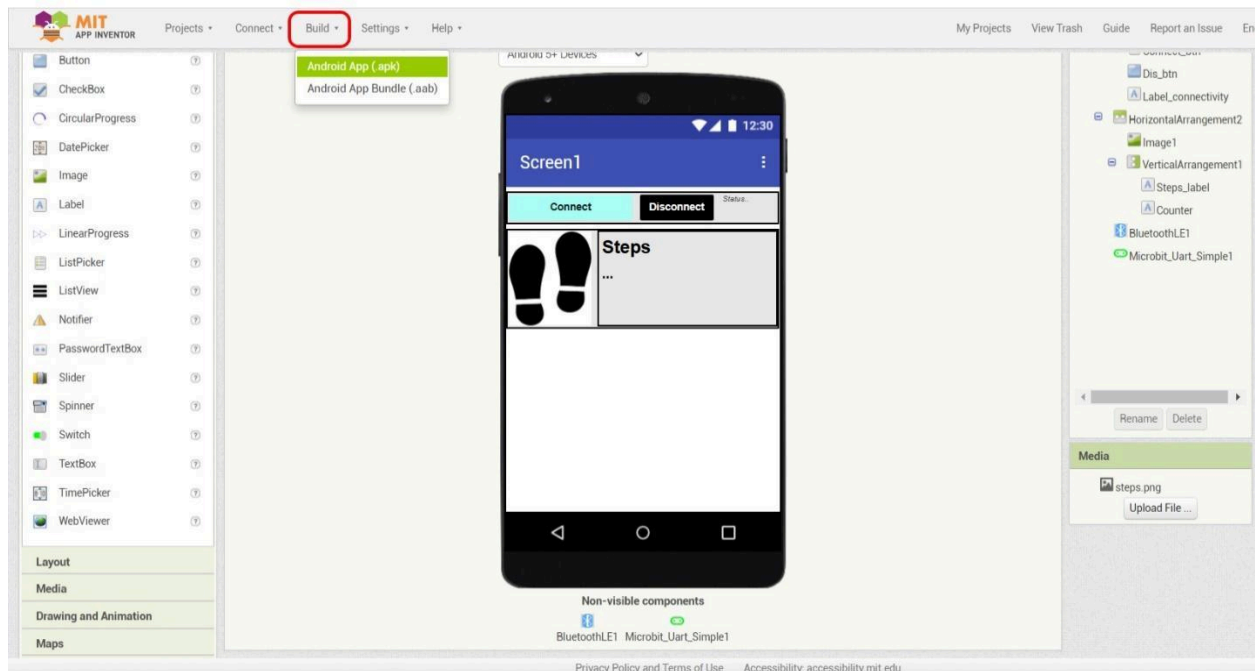 MIT
APP INVENTOR
Projects
Connect
Build
Settings
Help
My Projects
View Trash
Guide
Report an Issue
En
Android App (.apk)
Android App Bundle (.aab)
Button
CheckBox
CircularProgress
DatePicker
Image
Label
LinearProgress
ListPicker
ListView
Notifier
PasswordTextBox
Slider
Spinner
Switch
TextBox
TimePicker
WebViewer
Layout
Media
Drawing and Animation
Maps
Android 5+ Devices
12:30
Screen1
Connect
Disconnect
Status..
Steps
...
Non-visible components
BluetoothLE1
Microbit_Uart_Simple1
Connect_btn
Dis_btn
Label_connectivity
HorizontalArrangement2
Image1
VerticalArrangement1
Steps_label
Counter
BluetoothLE1
Microbit_Uart_Simple1
Rename
Delete
Media
steps.png
Upload File ...
Privacy Policy and Terms of Use
Accessibility: accessibility.mit.edu